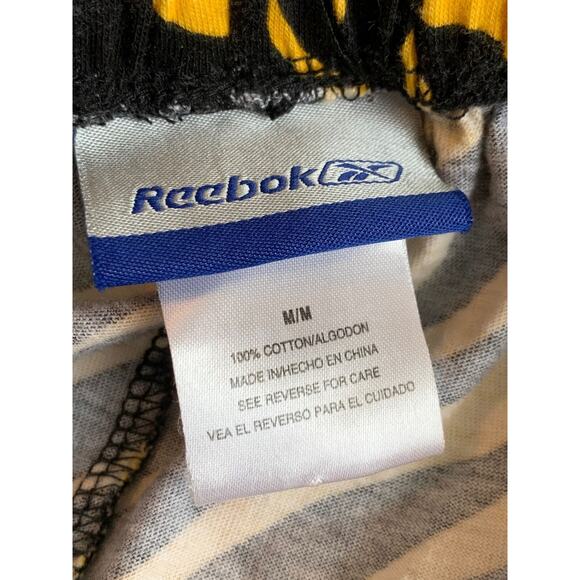 Reebok
M/M
100% COTTON/ALGODON
MADE IN/HECHO EN CHINA
SEE REVERSE FOR CARE
VEA EL REVERSO PARA EL CUIDADO